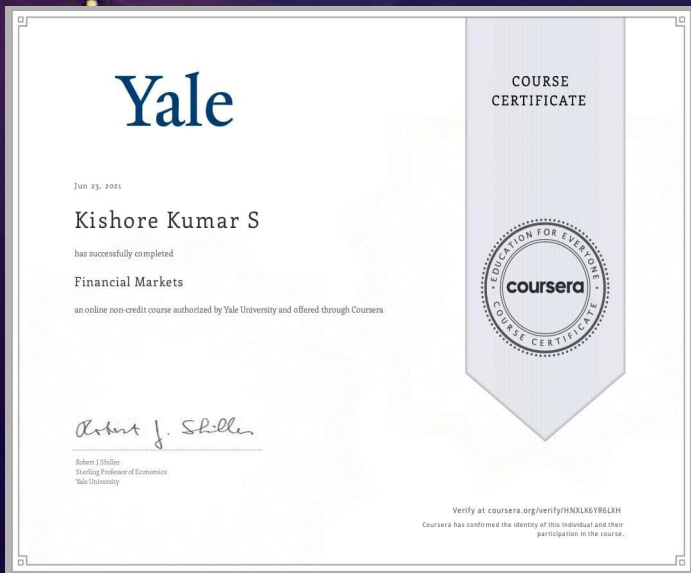 Yale
COURSE
CERTIFICATE
Jun 23, 2021
Kishore Kumar S
has successfully completed
Financial Markets
an online non-credit course authorized by Yale University and offered through Coursera
EDUCATION FOR EVERYONE
coursera
COURSE CERTIFICATE
Robert J. Shiller
Robert J. Shiller
Sterling Professor of Economics
Yale University
Verify at coursera.org/verify/HNXLK6YR6LXH
Coursera has confirmed the identity of this individual and their
participation in the course.